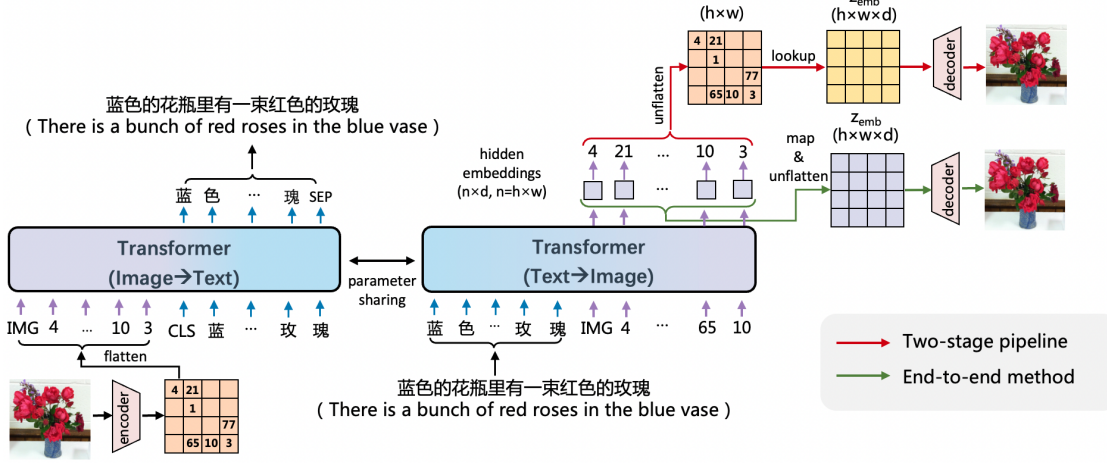 (h×w)
4 21
1
77
65 10 3
lookup
z_emb
(h×w×d)
decoder
unflatten
蓝色的花瓶里有一束红色的玫瑰
( There is a bunch of red roses in the blue vase )
hidden
embeddings
(n×d, n=h×w)
4 21 ... 10 3
map
&
unflatten
z_emb
(h×w×d)
decoder
蓝 色 ... 瑰 SEP
Transformer
(Image→Text)
parameter
sharing
Transformer
(Text→Image)
IMG 4 ... 10 3 CLS 蓝 ... 玫 瑰
蓝 色 ... 玫 瑰 IMG 4 ... 65 10
flatten
encoder
4 21
1
77
65 10 3
蓝色的花瓶里有一束红色的玫瑰
( There is a bunch of red roses in the blue vase )
Two-stage pipeline
End-to-end method